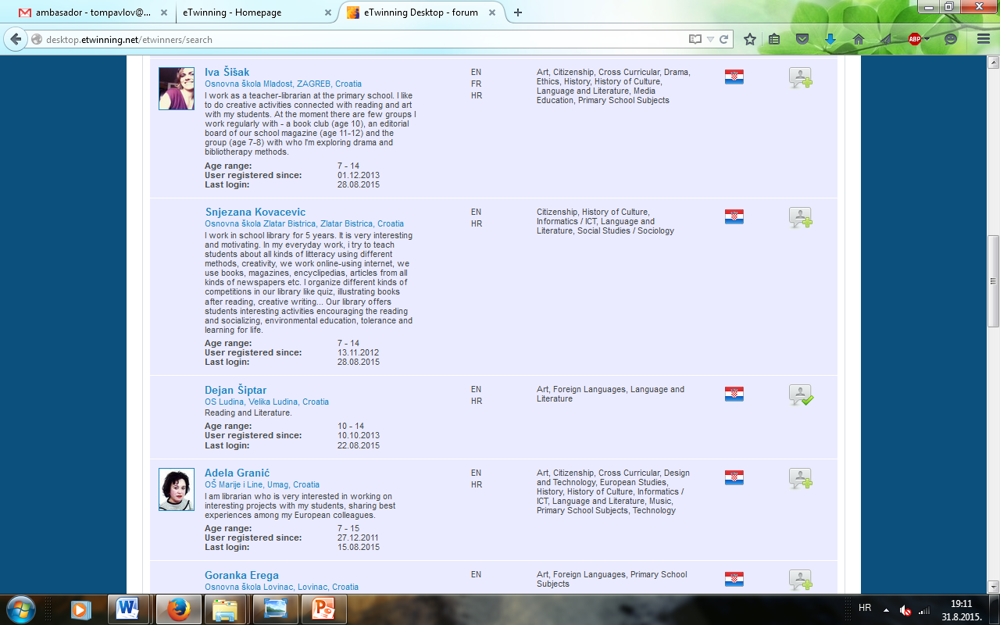 ambasador - tompavlov@...
eTwinning - Homepage
eTwinning Desktop - forum
desktop.etwinning.net/etwinners/search
ABP
Iva Šišak
Osnovna škola Mladost, ZAGREB, Croatia
I work as a teacher-librarian at the primary school. I like
to do creative activities connected with reading and art
with my students. At the moment there are few groups I
work regularly with - a book club (age 10), an editorial
board of our school magazine (age 11-12) and the
group (age 7-8) with who I'm exploring drama and
bibliotherapy methods.
Age range: 7 - 14
User registered since: 01.12.2013
Last login: 28.08.2015
EN
FR
HR
Art, Citizenship, Cross Curricular, Drama,
Ethics, History, History of Culture,
Language and Literature, Media
Education, Primary School Subjects
Snjezana Kovacevic
Osnovna škola Zlatar Bistrica, Zlatar Bistrica, Croatia
I work in school library for 5 years. It is very interesting
and motivating. In my everyday work, i try to teach
students about all kinds of litteracy using different
methods, creativity, we work online-using internet, we
use books, magazines, encyclipedias, articles from all
kinds of newspapers etc. I organize different kinds of
competitions in our library like quiz, illustrating books
after reading, creative writing... Our library offers
students interesting activities encouraging the reading
and socializing, environmental education, tolerance and
learning for life.
Age range: 7 - 14
User registered since: 13.11.2012
Last login: 28.08.2015
EN
HR
Citizenship, History of Culture,
Informatics / ICT, Language and
Literature, Social Studies / Sociology
Dejan Šiptar
OS Ludina, Velika Ludina, Croatia
Reading and Literature.
Age range: 10 - 14
User registered since: 10.10.2013
Last login: 22.08.2015
EN
HR
Art, Foreign Languages, Language and
Literature
Adela Granić
OŠ Marije i Line, Umag, Croatia
I am librarian who is very interested in working on
interesting projects with my students, sharing best
experiences among my European colleagues.
Age range: 7 - 15
User registered since: 27.12.2011
Last login: 15.08.2015
EN
HR
Art, Citizenship, Cross Curricular, Design
and Technology, European Studies,
History, History of Culture, Informatics /
ICT, Language and Literature, Music,
Primary School Subjects, Technology
Goranka Erega
Osnovna škola Lovinac, Lovinac, Croatia
EN
Art, Foreign Languages, Primary School
Subjects
HR
19:11
31.8.2015.